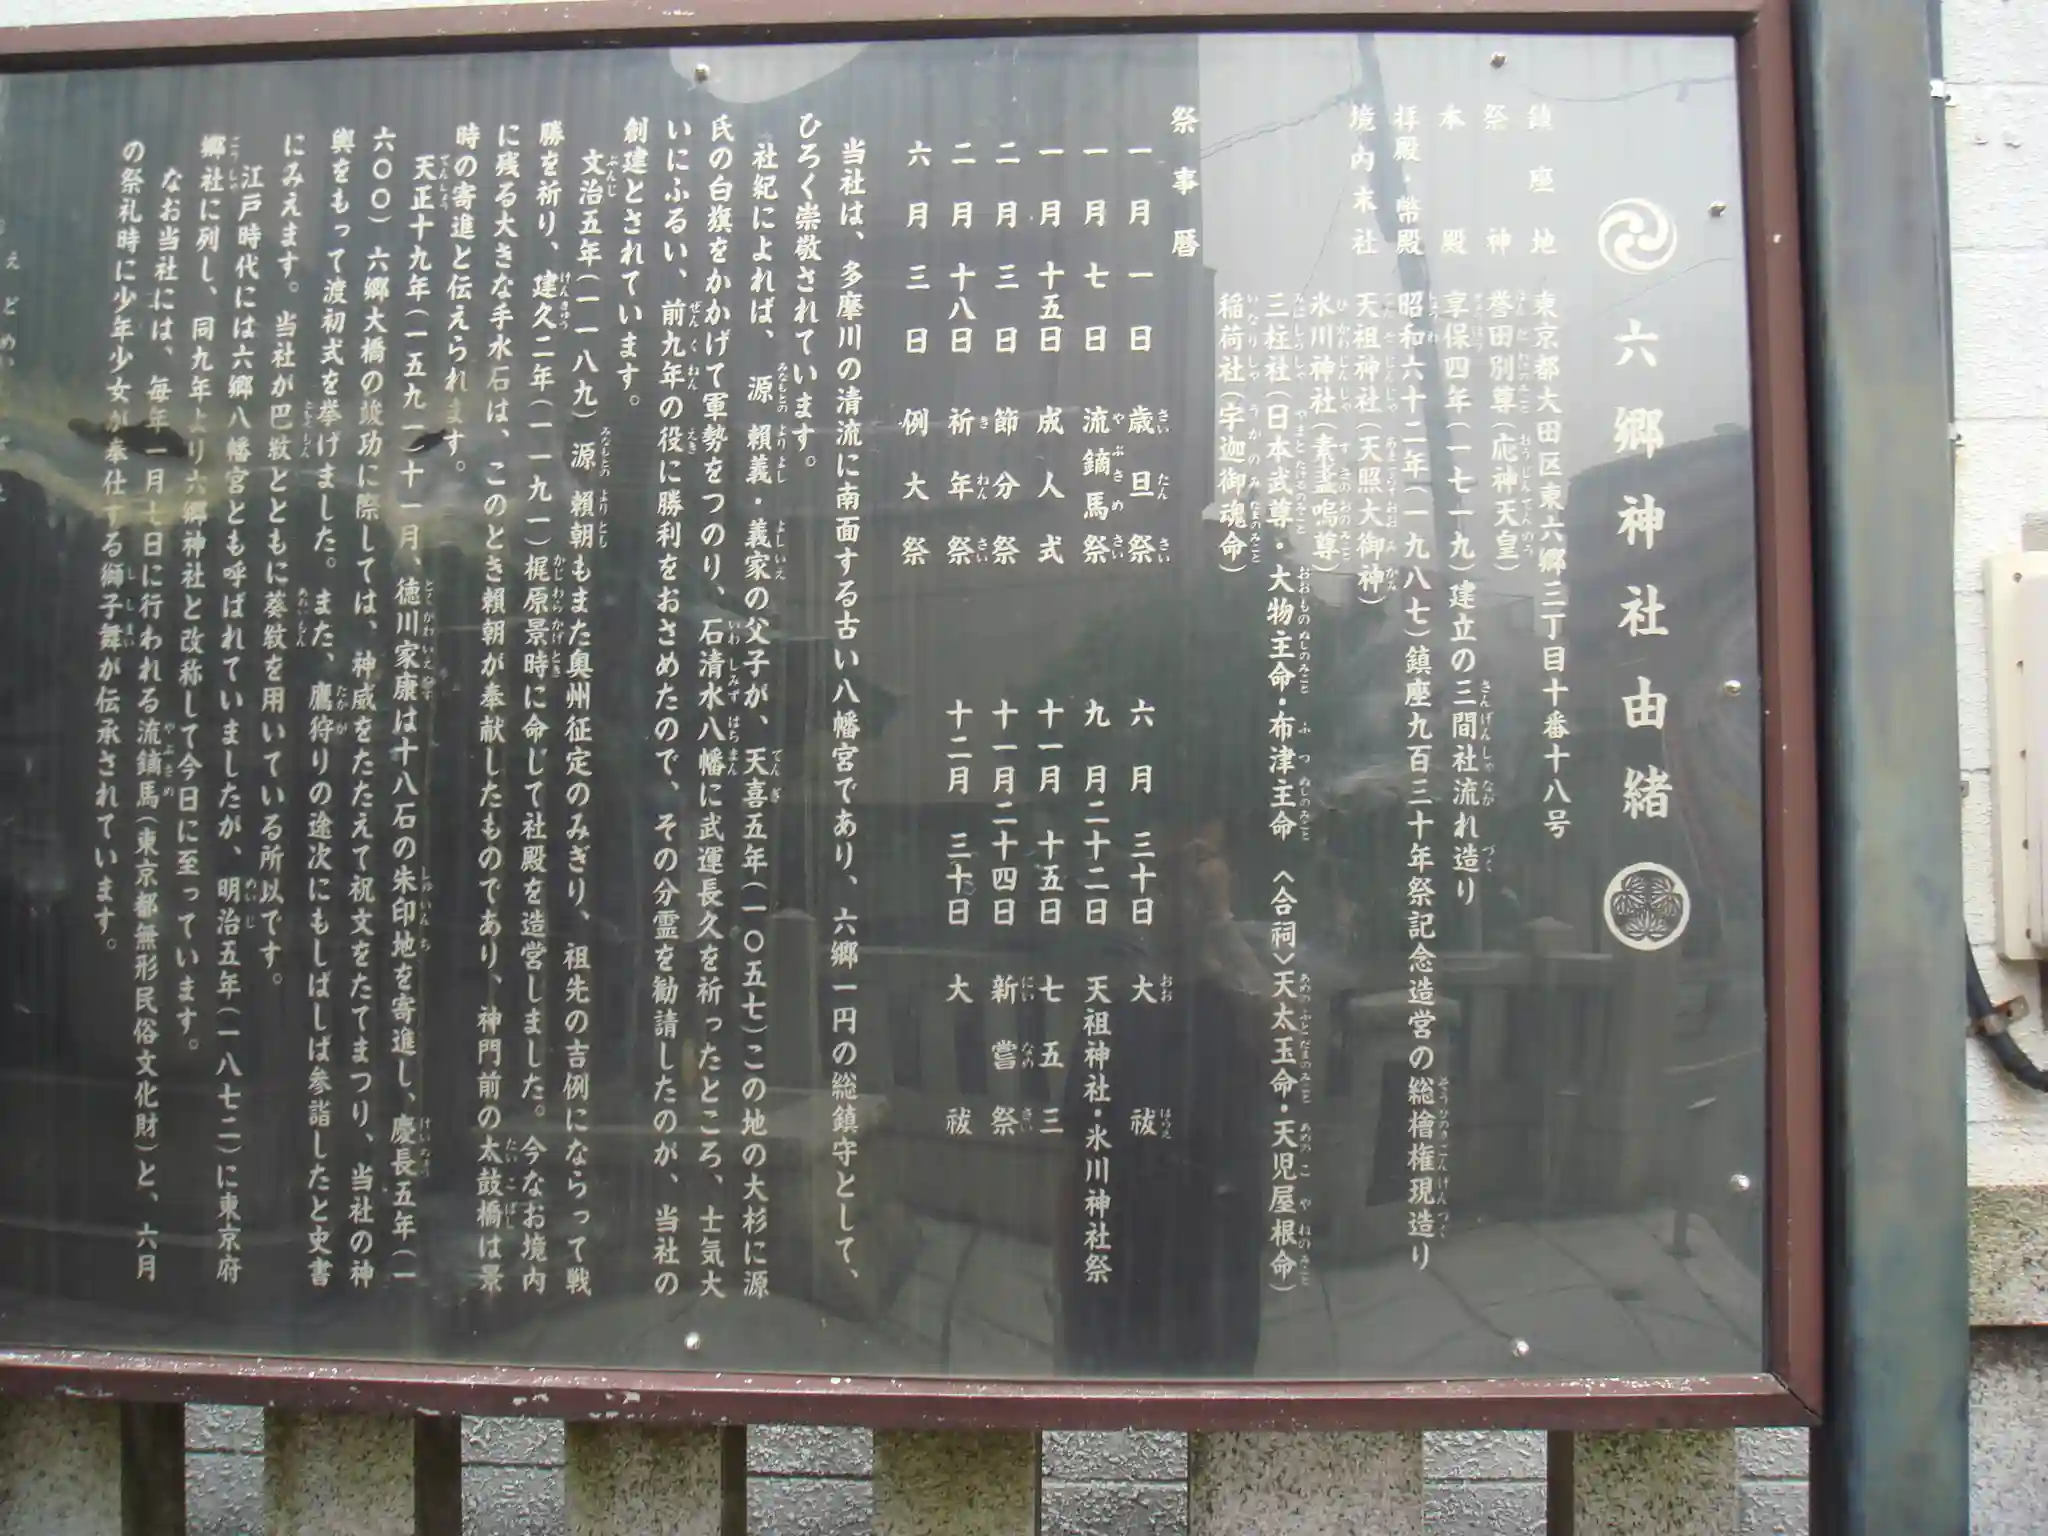 六郷神社由緒
鎮座地 東京都大田区東六郷三丁目十番十八号
祭神 誉田別尊(応神天皇)
本殿 享保四年(一七一九)建立の三間社流れ造り
拝殿・幣殿 昭和六十二年(一九八七)鎮座九百三十年祭記念造営の総檜権現造り
境内末社 天祖神社(天照大御神)
氷川神社(素盞嗚尊)
三柱社(日本武尊・大物主命・布津主命 〈合祠〉天太玉命・天児屋根命)
稲荷社(宇迦御魂命)
祭事暦
一月一日 歳旦祭 六月三十日 大祓
一月七日 流鏑馬祭 九月二十二日 天祖神社・氷川神社祭
一月十五日 成人式 十一月十五日 七五三
二月三日 節分祭 十一月二十四日 新嘗祭
二月十八日 祈年祭 十二月三十日 大祓
六月三日 例大祭
当社は、多摩川の清流に南面する古い八幡宮であり、六郷一円の総鎮守として、
ひろく崇敬されています。
社紀によれば、源頼義・義家の父子が、天喜五年(一〇五七)この地の大杉に源
氏の白旗をかかげて軍勢をつのり、石清水八幡に武運長久を祈ったところ、士気大
いにふるい、前九年の役に勝利をおさめたので、その分霊を勧請したのが、当社の
創建とされています。
文治五年(一一八九)源頼朝もまた奥州征定のみぎり、祖先の吉例にならって戦
勝を祈り、建久二年(一一九一)梶原景時に命じて社殿を造営しました。今なお境内
に残る大きな手水石は、このとき頼朝が奉献したものであり、神門前の太鼓橋は景
時の寄進と伝えられます。
天正十九年(一五九一)十一月、徳川家康は十八石の朱印地を寄進し、慶長五年(一
六〇〇)六郷大橋の竣功に際しては、神威をたたえて祝文をたてまつり、当社の神
輿をもって渡初式を挙げました。また、鷹狩りの途次にもしばしば参詣したと史書
にみえます。当社が巴紋とともに葵紋を用いている所以です。
江戸時代には六郷八幡宮とも呼ばれていましたが、明治五年(一八七二)に東京府
郷社に列し、同九年より六郷神社と改称して今日に至っています。
なお当社には、毎年一月七日に行われる流鏑馬(東京都無形民俗文化財)と、六月
の祭礼時に少年少女が奉仕する獅子舞が伝承されています。